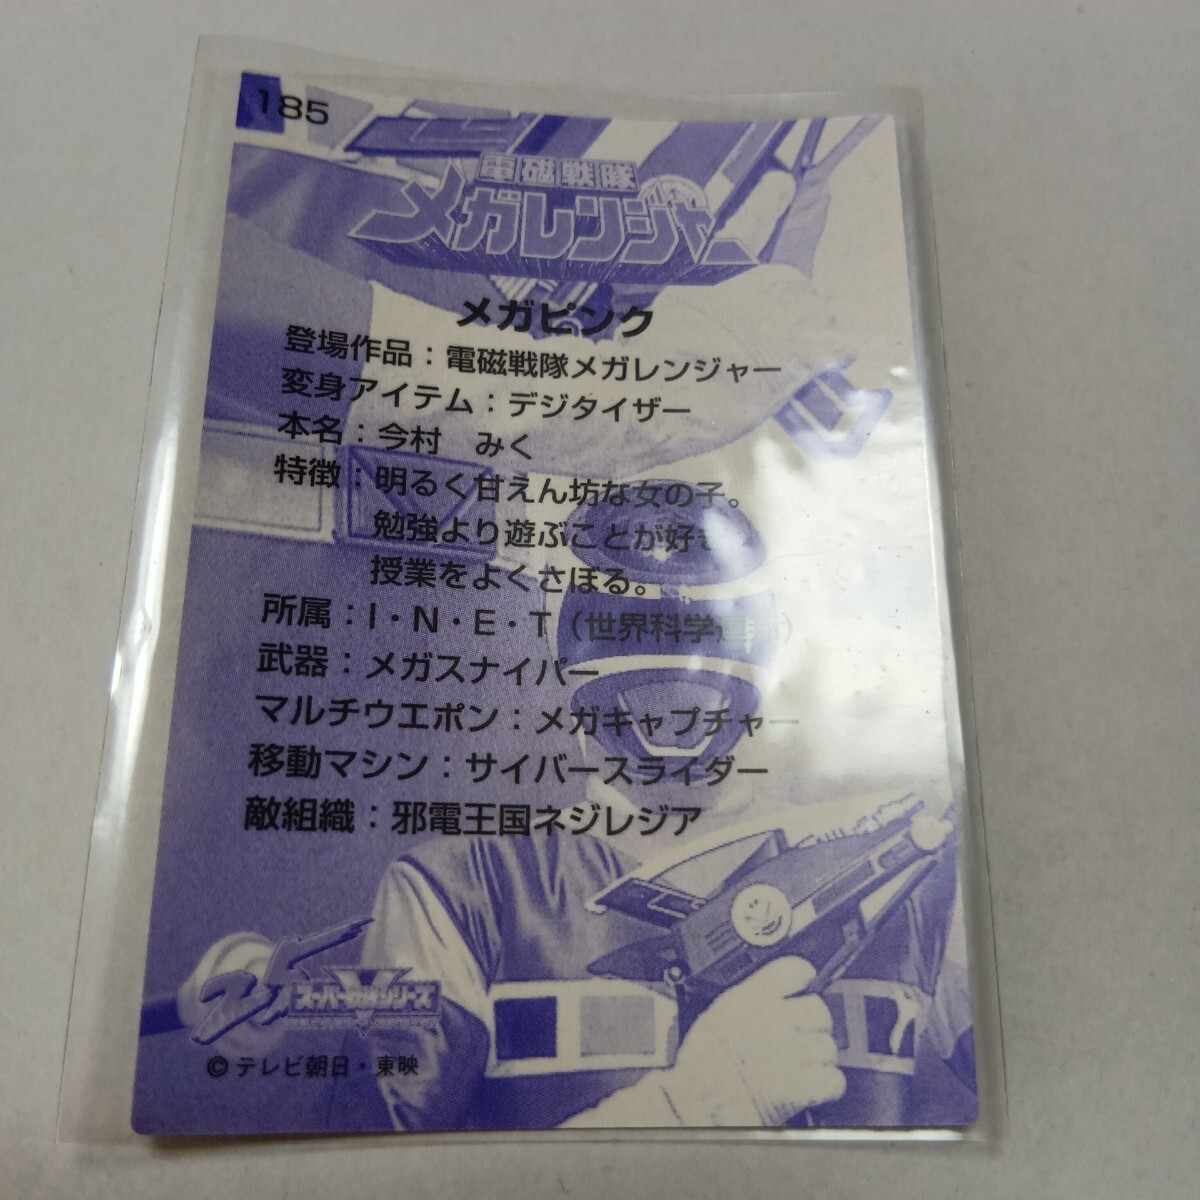 185
電磁戦隊
メガレンジャー
メガピンク
登場作品：電磁戦隊メガレンジャー
変身アイテム：デジタイザー
本名：今村　みく
特徴：明るく甘えん坊な女の子。
勉強より遊ぶことが好き
授業をよくさぼる。
所属：I・N・E・T（世界科学連邦）
武器：メガスナイパー
マルチウエポン：メガキャプチャー
移動マシン：サイバースライダー
敵組織：邪電王国ネジレジア
25
スーパー戦隊シリーズ
© テレビ朝日・東映